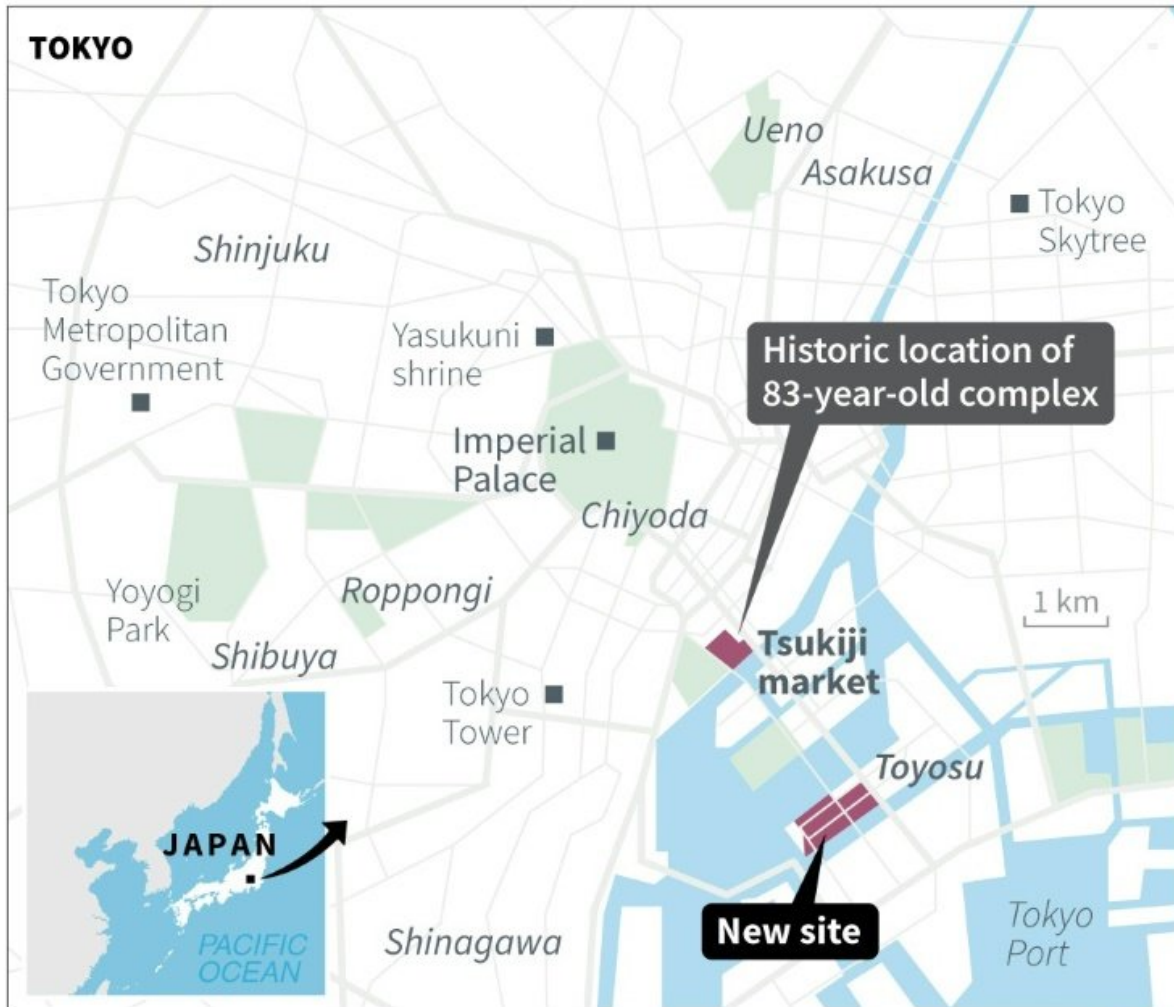 TOKYO
Ueno
Asakusa
Tokyo
Skytree
Shinjuku
Tokyo
Metropolitan
Government
Yasukuni
shrine
Historic location of
83-year-old complex
Imperial
Palace
Chiyoda
Roppongi
Yoyogi
Park
1 km
Shibuya
Tsukiji
market
Tokyo
Tower
Toyosu
JAPAN
New site
Shinagawa
Tokyo
Port
PACIFIC
OCEAN